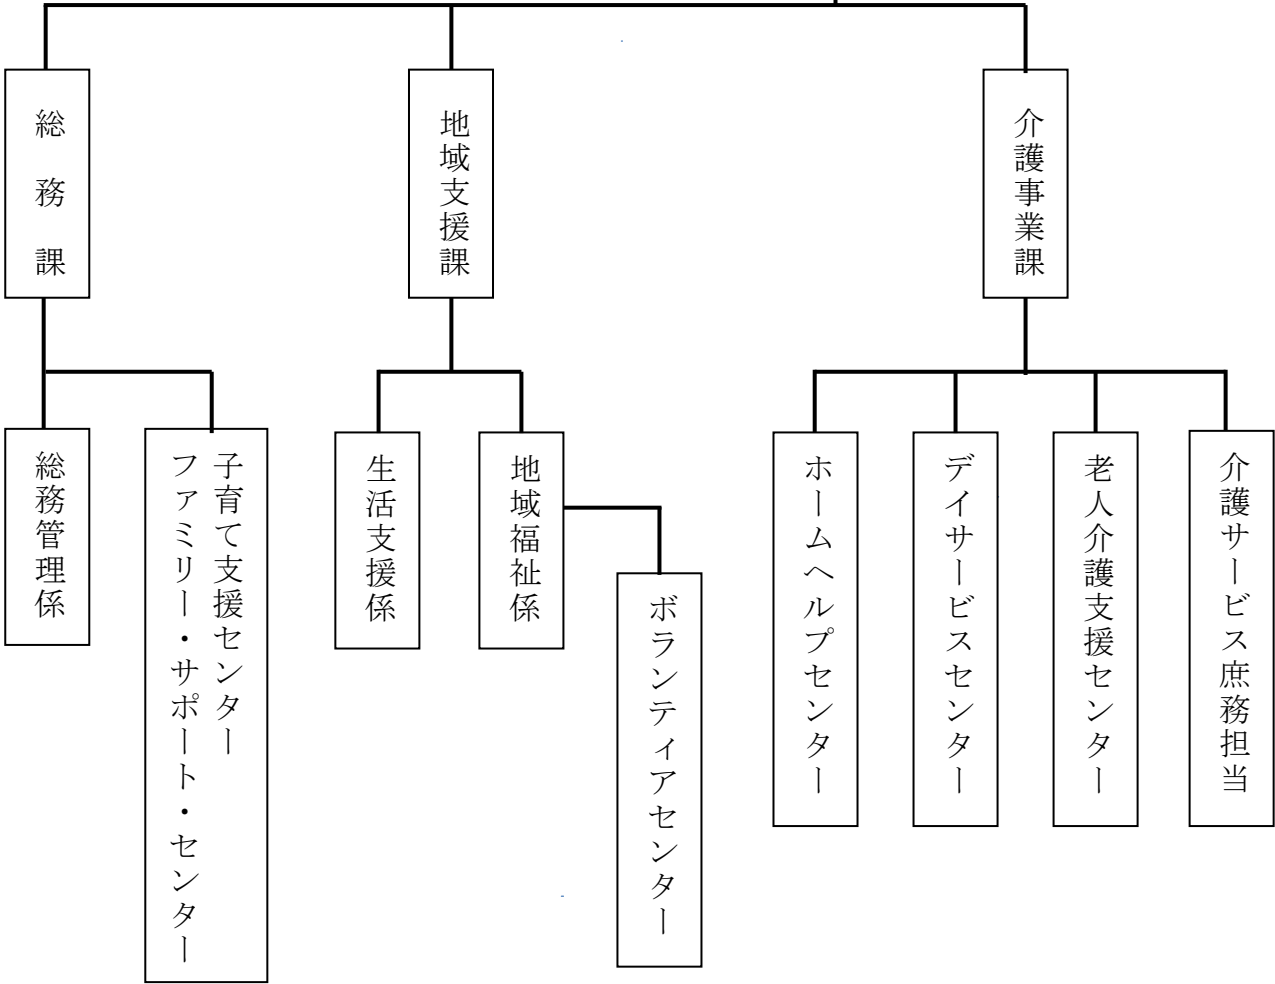 総務課
地域支援課
介護事業課
総務管理係
子育て支援センター
ファミリー・サポート・センター
生活支援係
地域福祉係
ボランティアセンター
ホームヘルプセンター
デイサービスセンター
老人介護支援センター
介護サービス庶務担当